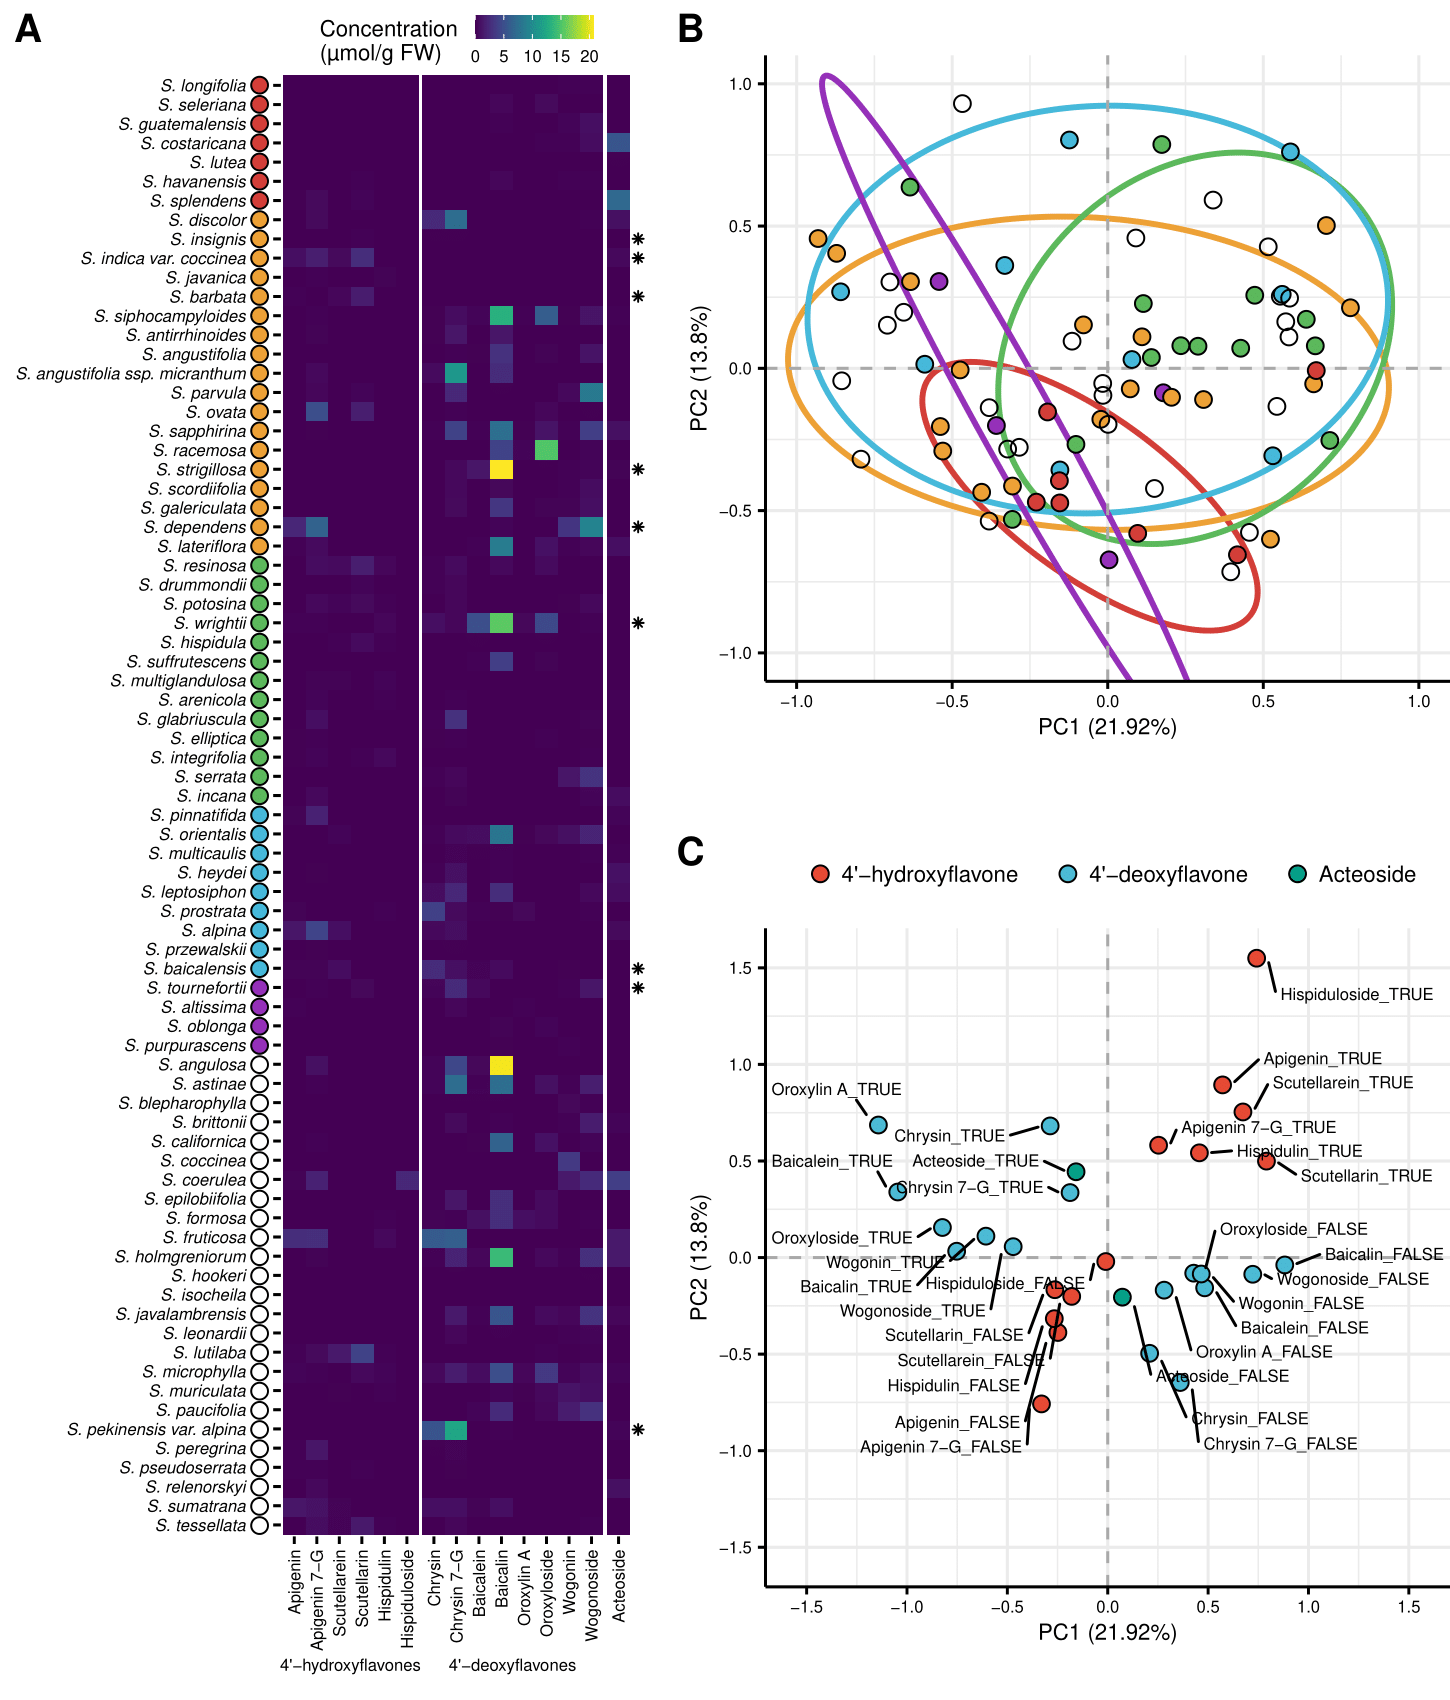 A
Concentration
(µmol/g FW)
0 5 10 15 20
S. longifolia
S. seleriana
S. guatemalensis
S. costaricana
S. lutea
S. havanensis
S. splendens
S. discolor
S. insignis *
S. indica var. coccinea *
S. javanica
S. barbata *
S. siphocampyloides
S. antirrhinoides
S. angustifolia
S. angustifolia ssp. micranthum
S. parvula
S. ovata
S. sapphirina
S. racemosa
S. strigillosa *
S. scordiifolia
S. galericulata
S. dependens *
S. lateriflora
S. resinosa
S. drummondii
S. potosina
S. wrightii *
S. hispidula
S. suffrutescens
S. multiglandulosa
S. arenicola
S. glabriuscula
S. elliptica
S. integrifolia
S. serrata
S. incana
S. pinnatifida
S. orientalis
S. multicaulis
S. heydei
S. leptosiphon
S. prostrata
S. alpina
S. przewalskii
S. baicalensis *
S. tournefortii *
S. altissima
S. oblonga
S. purpurascens
S. angulosa
S. astinae
S. blepharophylla
S. brittonii
S. californica
S. coccinea
S. coerulea
S. epilobiifolia
S. formosa
S. fruticosa
S. holmgreniorum
S. hookeri
S. isocheila
S. javalambrensis
S. leonardii
S. lutilaba
S. microphylla
S. muriculata
S. paucifolia
S. pekinensis var. alpina *
S. peregrina
S. pseudoserrata
S. relenorskyi
S. sumatrana
S. tessellata
Apigenin
Apigenin 7−G
Scutellarein
Scutellarin
Hispidulin
Hispiduloside
Chrysin
Chrysin 7−G
Baicalein
Baicalin
Oroxylin A
Oroxyloside
Wogonin
Wogonoside
Acteoside
4'−hydroxyflavones
4'−deoxyflavones
B
1.0
0.5
0.0
−0.5
−1.0
PC2 (13.8%)
−1.0 −0.5 0.0 0.5 1.0
PC1 (21.92%)
C
4'−hydroxyflavone
4'−deoxyflavone
Acteoside
1.5
1.0
0.5
0.0
−0.5
−1.0
−1.5
PC2 (13.8%)
Hispiduloside_TRUE
Apigenin_TRUE
Scutellarein_TRUE
Oroxylin A_TRUE
Apigenin 7−G_TRUE
Chrysin_TRUE
Hispidulin_TRUE
Baicalein_TRUE
Acteoside_TRUE
Scutellarin_TRUE
Chrysin 7−G_TRUE
Oroxyloside_FALSE
Oroxyloside_TRUE
Baicalin_FALSE
Wogonin_TRUE
Wogonoside_FALSE
Baicalin_TRUE
Hispiduloside_FALSE
Wogonin_FALSE
Wogonoside_TRUE
Baicalein_FALSE
Scutellarin_FALSE
Oroxylin A_FALSE
Scutellarein_FALSE
Acteoside_FALSE
Hispidulin_FALSE
Chrysin_FALSE
Apigenin_FALSE
Chrysin 7−G_FALSE
Apigenin 7−G_FALSE
−1.5 −1.0 −0.5 0.0 0.5 1.0 1.5
PC1 (21.92%)